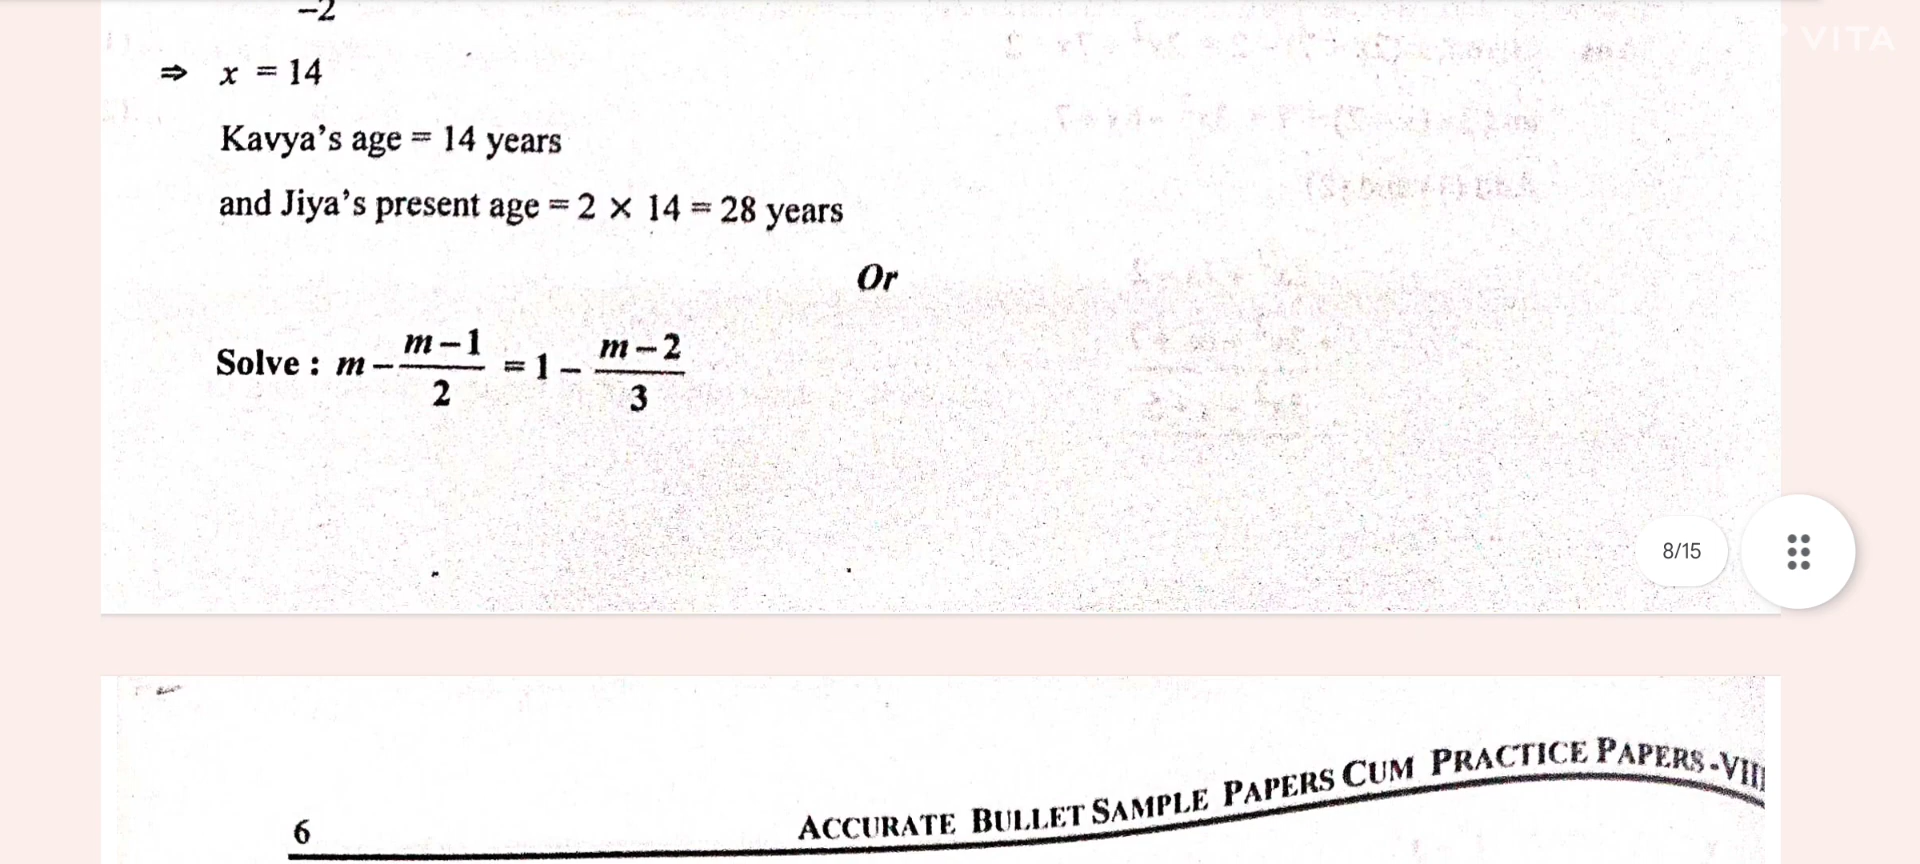 −2
⇒ x = 14
Kavya's age = 14 years
and Jiya's present age = 2 × 14 = 28 years
Or
Solve : m − (m − 1)/2 = 1 − (m − 2)/3
8/15
6
ACCURATE BULLET SAMPLE PAPERS CUM PRACTICE PAPERS-VIII
VITA